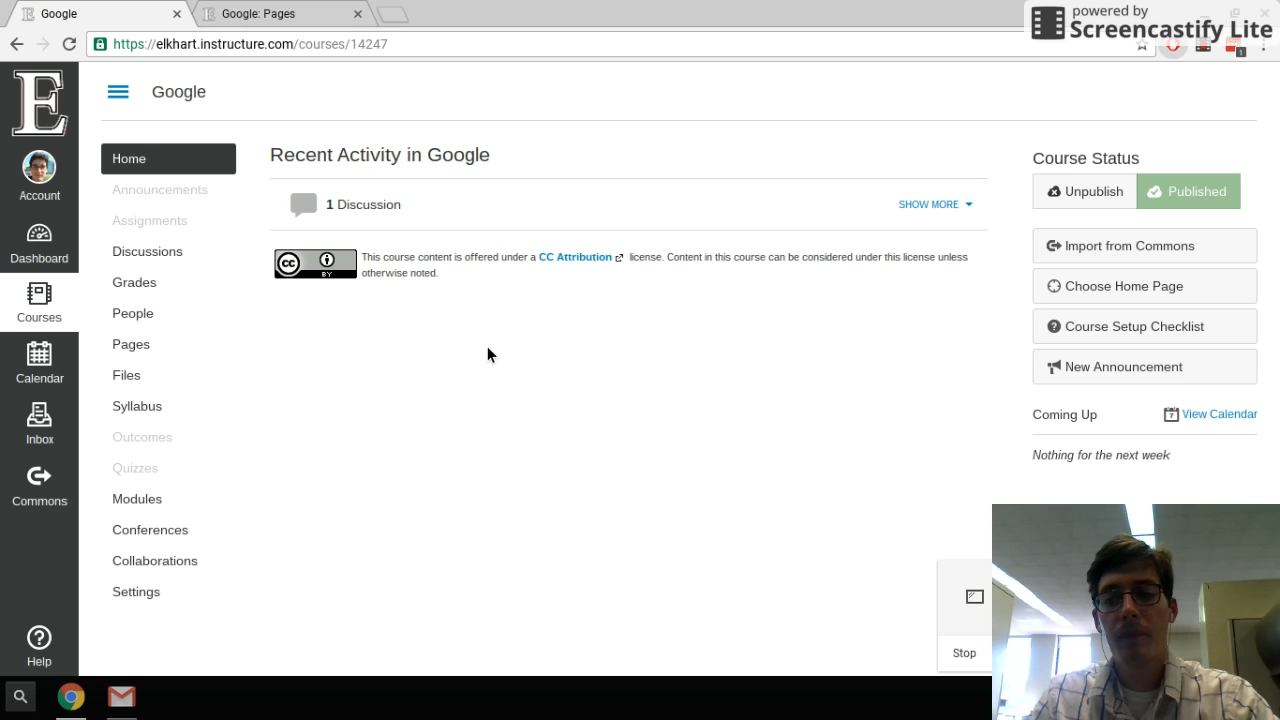 Google
Google: Pages
powered by
Screencastify Lite
https://elkhart.instructure.com/courses/14247
1
E
Google
Account
Dashboard
Courses
Calendar
Inbox
Commons
Help
Home
Announcements
Assignments
Discussions
Grades
People
Pages
Files
Syllabus
Outcomes
Quizzes
Modules
Conferences
Collaborations
Settings
Recent Activity in Google
1 Discussion
SHOW MORE
cc
BY
This course content is offered under a CC Attribution license. Content in this course can be considered under this license unless
otherwise noted.
Course Status
Unpublish
Published
Import from Commons
Choose Home Page
Course Setup Checklist
New Announcement
Coming Up
7
View Calendar
Nothing for the next week
Stop